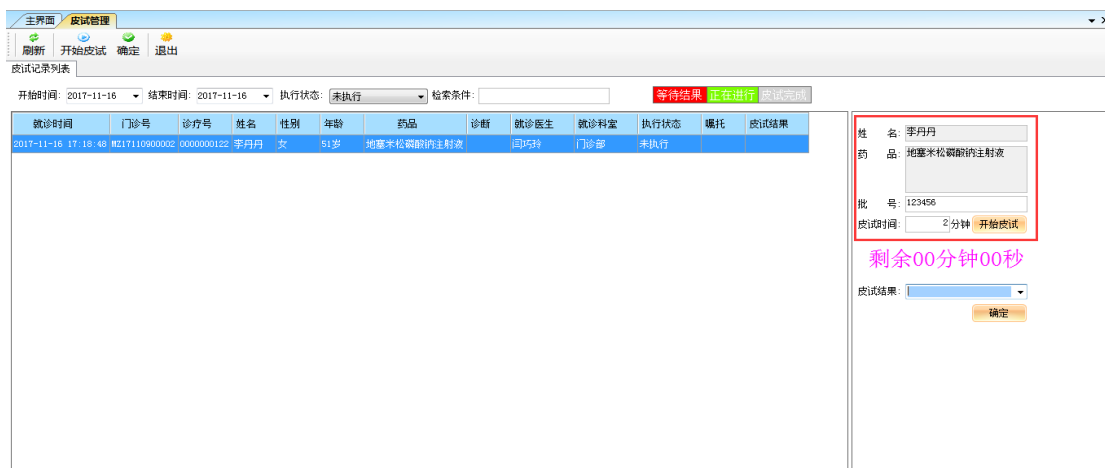 主界面 皮试管理
刷新 开始皮试 确定 退出
皮试记录列表
开始时间: 2017-11-16 结束时间: 2017-11-16 执行状态: 未执行 检索条件: 等待结果 正在进行 皮试完成
就诊时间 门诊号 诊疗号 姓名 性别 年龄 药品 诊断 就诊医生 就诊科室 执行状态 嘱托 皮试结果
2017-11-16 17:18:48 MZ17110900002 0000000122 李丹丹 女 51岁 地塞米松磷酸钠注射液 闫巧玲 门诊部 未执行
姓 名: 李丹丹
药 品: 地塞米松磷酸钠注射液
批 号: 123456
皮试时间: 2 分钟 开始皮试
剩余00分钟00秒
皮试结果:
确定